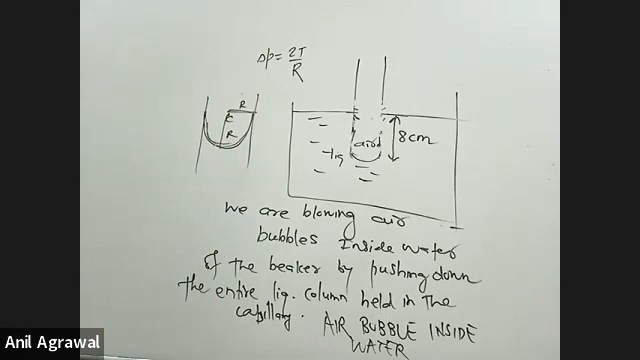 Δp = 2T/R
R
C
R
air
8cm
liq
we are blowing air
bubbles Inside water
of the beaker by pushing down
the entire liq. column held in the
capillary. AIR BUBBLE INSIDE
WATER
Anil Agrawal